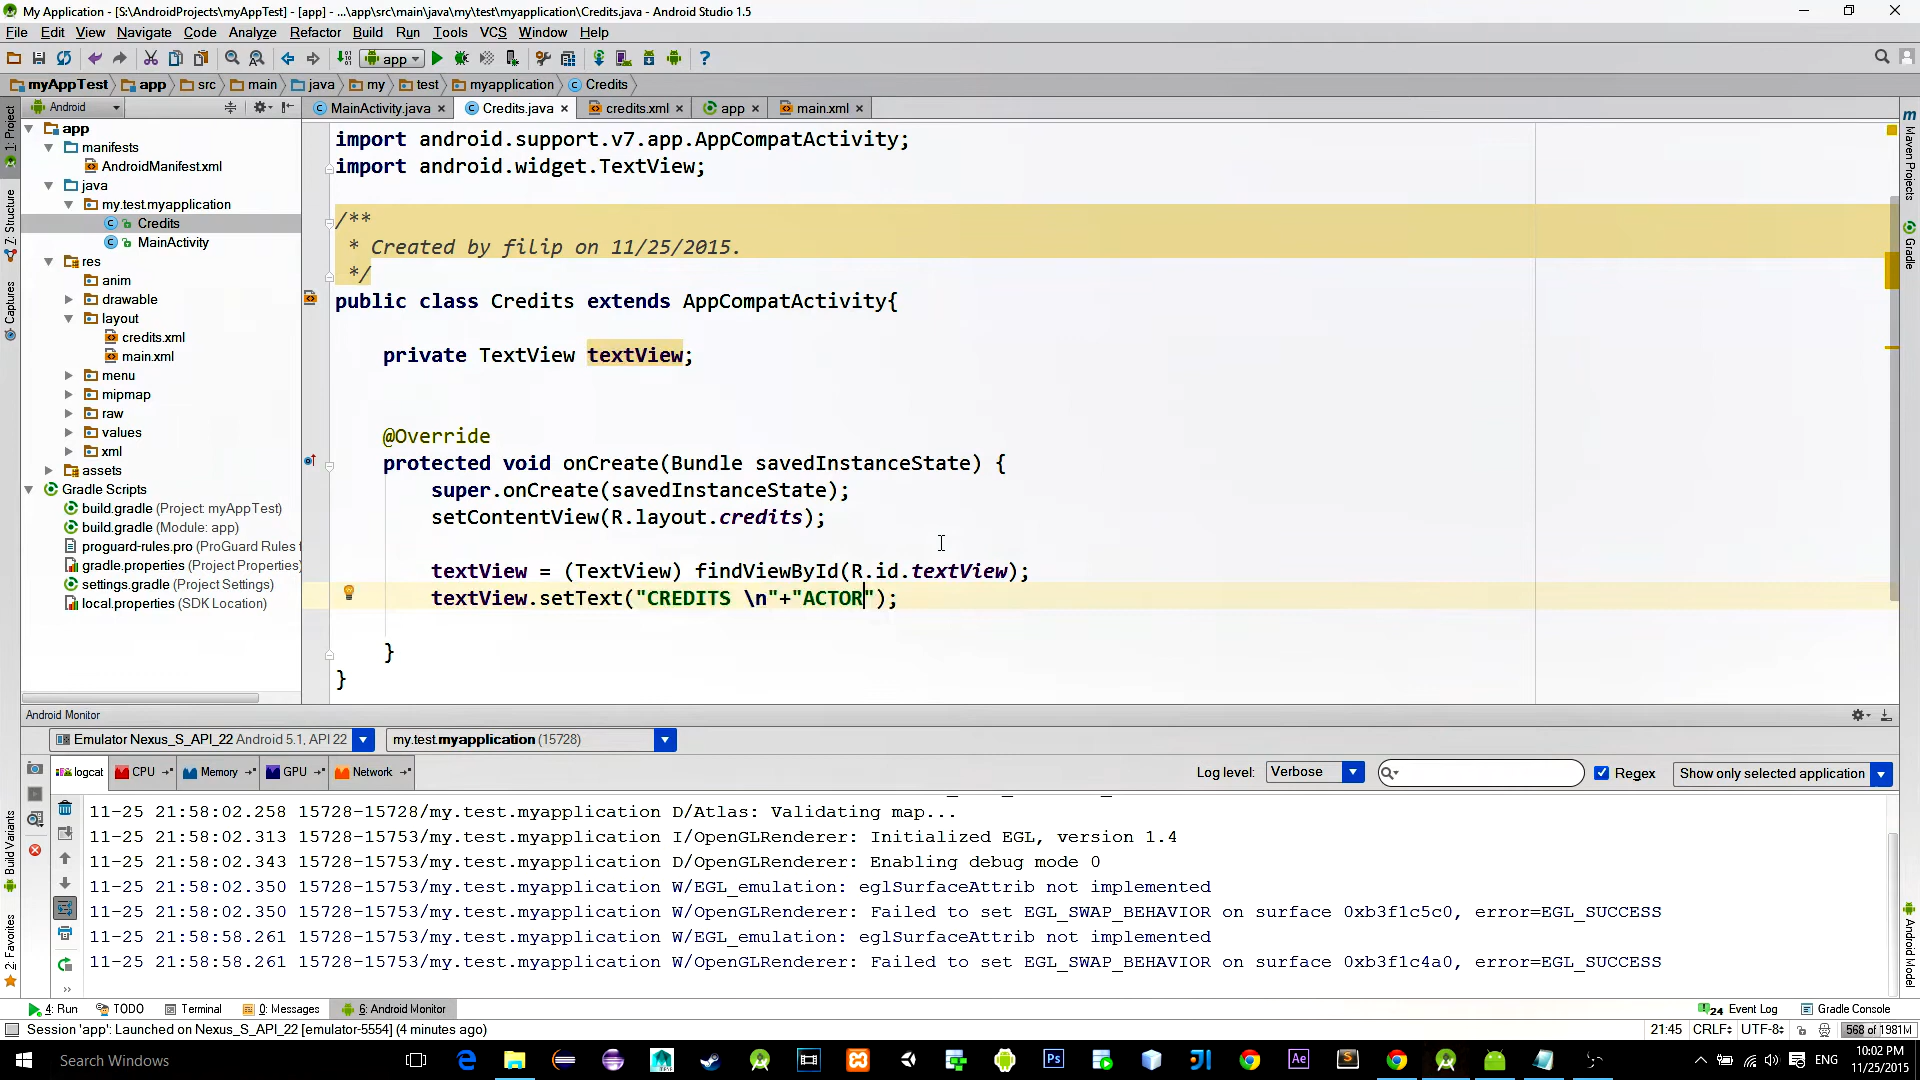 My Application - [S:\AndroidProjects\myAppTest] - [app] - ...\app\src\main\java\my\test\myapplication\Credits.java - Android Studio 1.5
File Edit View Navigate Code Analyze Refactor Build Run Tools VCS Window Help
app
myAppTest app src main java my test myapplication Credits
Android
MainActivity.java Credits.java credits.xml app main.xml
1: Project
Z: Structure
Captures
Build Variants
2: Favorites
app
manifests
AndroidManifest.xml
java
my.test.myapplication
Credits
MainActivity
res
anim
drawable
layout
credits.xml
main.xml
menu
mipmap
raw
values
xml
assets
Gradle Scripts
build.gradle (Project: myAppTest)
build.gradle (Module: app)
proguard-rules.pro (ProGuard Rules f
gradle.properties (Project Properties)
settings.gradle (Project Settings)
local.properties (SDK Location)
import android.support.v7.app.AppCompatActivity;
import android.widget.TextView;
/**
* Created by filip on 11/25/2015.
*/
public class Credits extends AppCompatActivity{
private TextView textView;
@Override
protected void onCreate(Bundle savedInstanceState) {
super.onCreate(savedInstanceState);
setContentView(R.layout.credits);
textView = (TextView) findViewById(R.id.textView);
textView.setText("CREDITS \n"+"ACTOR");
}
}
Maven Projects
Gradle
Android Model
Android Monitor
Emulator Nexus_S_API_22 Android 5.1, API 22 my.test.myapplication (15728)
logcat CPU Memory GPU Network Log level: Verbose Regex Show only selected application
11-25 21:58:02.258 15728-15728/my.test.myapplication D/Atlas: Validating map...
11-25 21:58:02.313 15728-15753/my.test.myapplication I/OpenGLRenderer: Initialized EGL, version 1.4
11-25 21:58:02.343 15728-15753/my.test.myapplication D/OpenGLRenderer: Enabling debug mode 0
11-25 21:58:02.350 15728-15753/my.test.myapplication W/EGL_emulation: eglSurfaceAttrib not implemented
11-25 21:58:02.350 15728-15753/my.test.myapplication W/OpenGLRenderer: Failed to set EGL_SWAP_BEHAVIOR on surface 0xb3f1c5c0, error=EGL_SUCCESS
11-25 21:58:58.261 15728-15753/my.test.myapplication W/EGL_emulation: eglSurfaceAttrib not implemented
11-25 21:58:58.261 15728-15753/my.test.myapplication W/OpenGLRenderer: Failed to set EGL_SWAP_BEHAVIOR on surface 0xb3f1c4a0, error=EGL_SUCCESS
4: Run TODO Terminal 0: Messages 6: Android Monitor 24 Event Log Gradle Console
Session 'app': Launched on Nexus_S_API_22 [emulator-5554] (4 minutes ago) 21:45 CRLF UTF-8 568 of 1981M
Search Windows
Ps
Ae
ENG
10:02 PM
11/25/2015